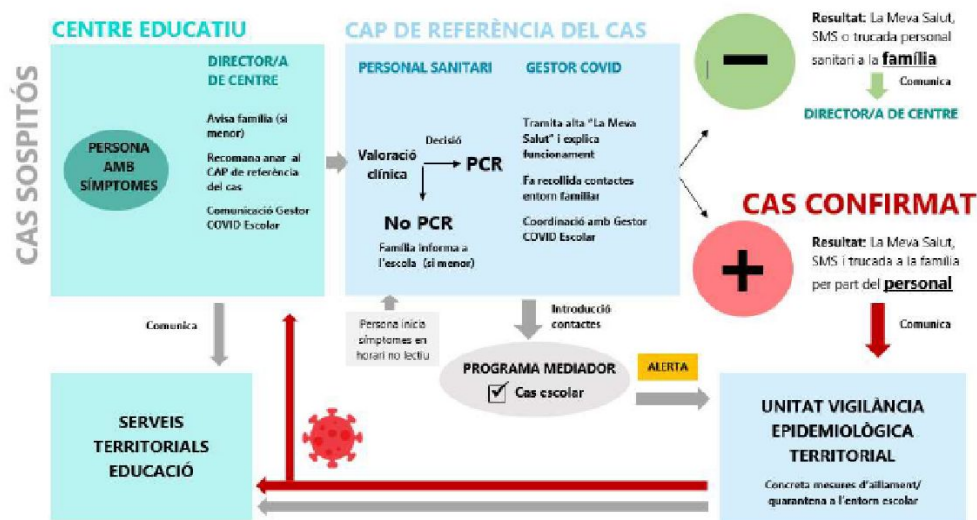 CAS SOSPITÓS
CENTRE EDUCATIU
DIRECTOR/A
DE CENTRE
PERSONA
AMB
SÍMPTOMES
Avisa família (si
menor)
Recomana anar al
CAP de referència
del cas
Comunicació Gestor
COVID Escolar
CAP DE REFERÈNCIA DEL CAS
PERSONAL SANITARI
Valoració
clínica
Decisió
PCR
No PCR
Família informa a
l'escola (si menor)
GESTOR COVID
Tramita alta "La Meva
Salut" i explica
funcionament
Fa recollida contactes
entorn familiar
Coordinació amb Gestor
COVID Escolar
Resultat: La Meva Salut,
SMS o trucada personal
sanitari a la família
Comunica
DIRECTOR/A DE CENTRE
CAS CONFIRMAT
Resultat: La Meva Salut,
SMS i trucada a la família
per part del personal
Comunica
Comunica
Persona inicia
símptomes en
horari no lectiu
Introducció
contactes
PROGRAMA MEDIADOR
Cas escolar
ALERTA
SERVEIS
TERRITORIALS
EDUCACIÓ
UNITAT VIGILÀNCIA
EPIDEMIOLÒGICA
TERRITORIAL
Concreta mesures d'aïllament/
quarantena a l'entorn escolar